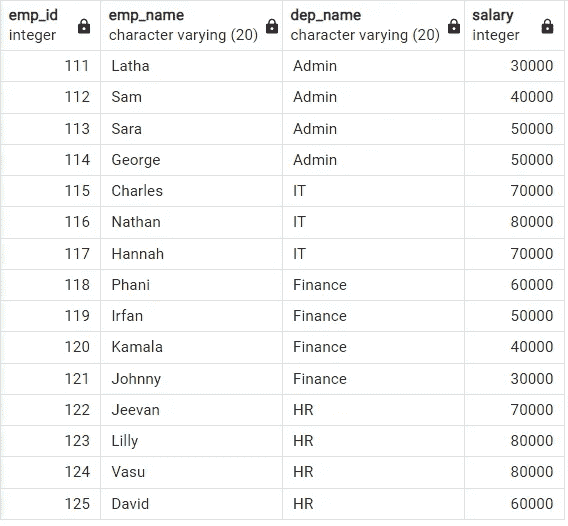 emp_id emp_name dep_name salary
integer character varying (20) character varying (20) integer
111 Latha Admin 30000
112 Sam Admin 40000
113 Sara Admin 50000
114 George Admin 50000
115 Charles IT 70000
116 Nathan IT 80000
117 Hannah IT 70000
118 Phani Finance 60000
119 Irfan Finance 50000
120 Kamala Finance 40000
121 Johnny Finance 30000
122 Jeevan HR 70000
123 Lilly HR 80000
124 Vasu HR 80000
125 David HR 60000